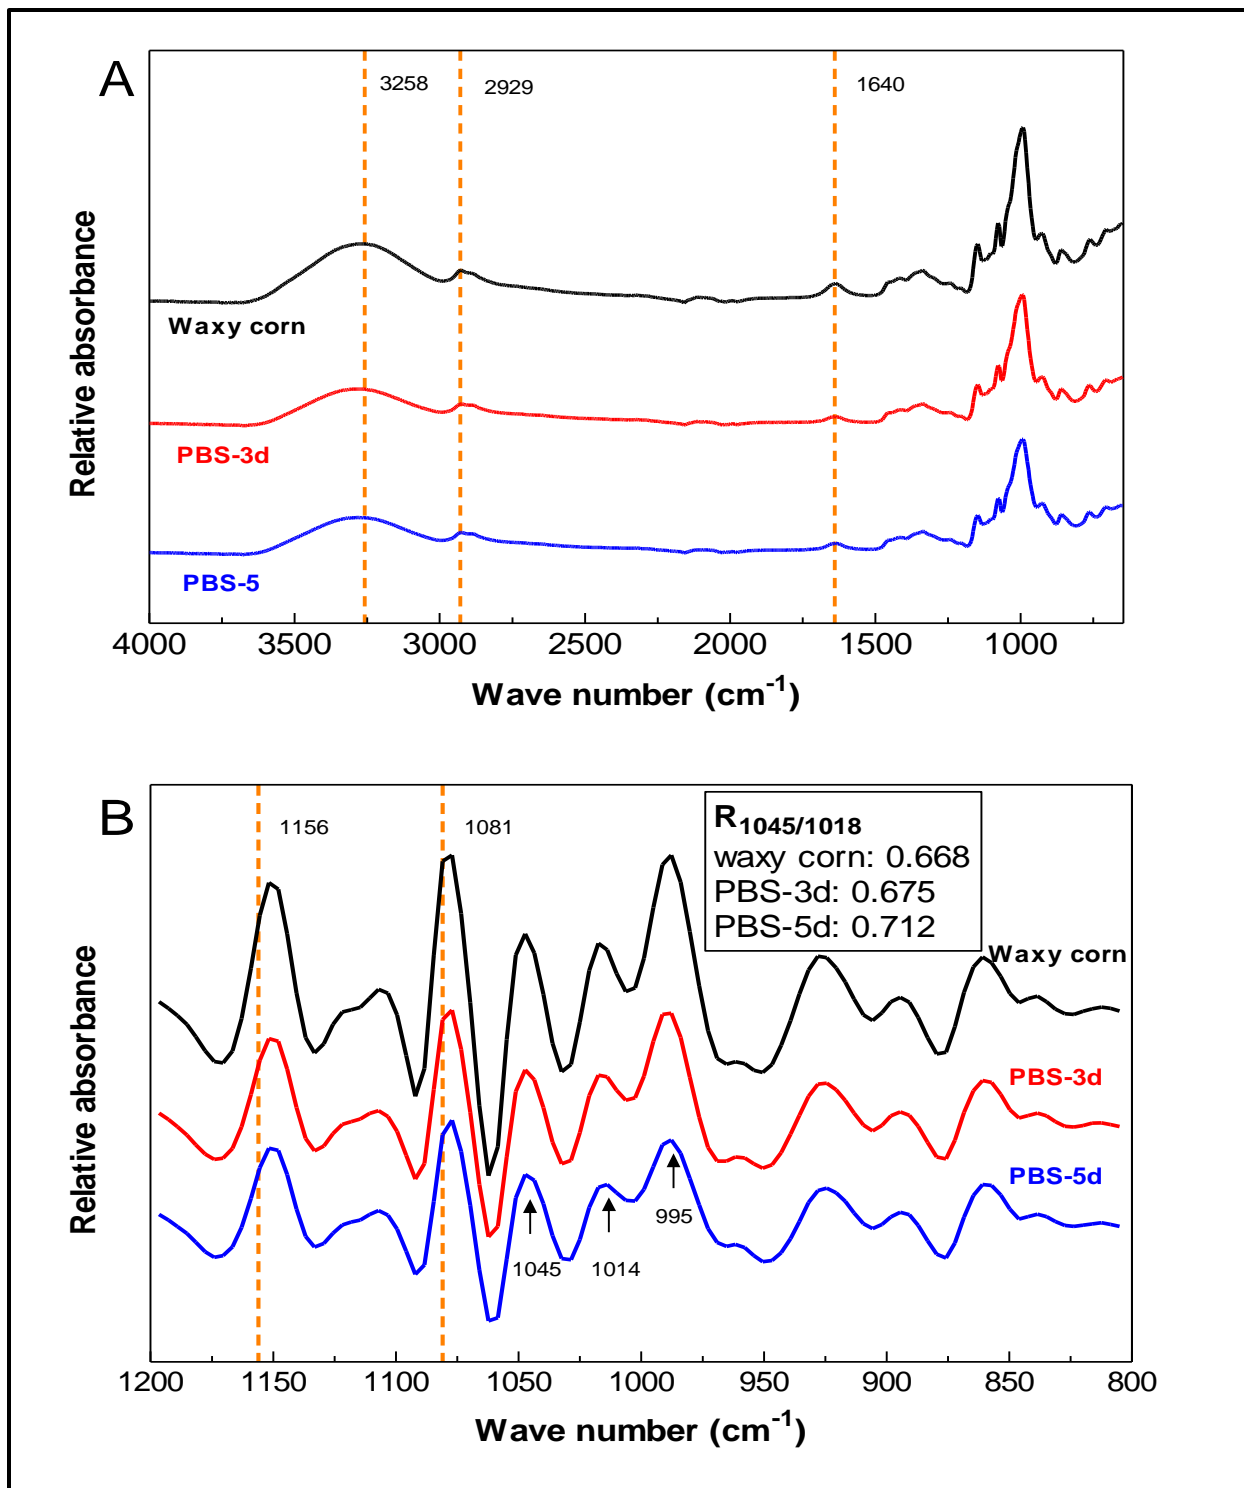 A
3258
2929
1640
Relative absorbance
Waxy corn
PBS-3d
PBS-5
4000 3500 3000 2500 2000 1500 1000
Wave number (cm-1)
B
1156
1081
R1045/1018
waxy corn: 0.668
PBS-3d: 0.675
PBS-5d: 0.712
Relative absorbance
Waxy corn
PBS-3d
PBS-5d
995
1045
1014
1200 1150 1100 1050 1000 950 900 850 800
Wave number (cm-1)